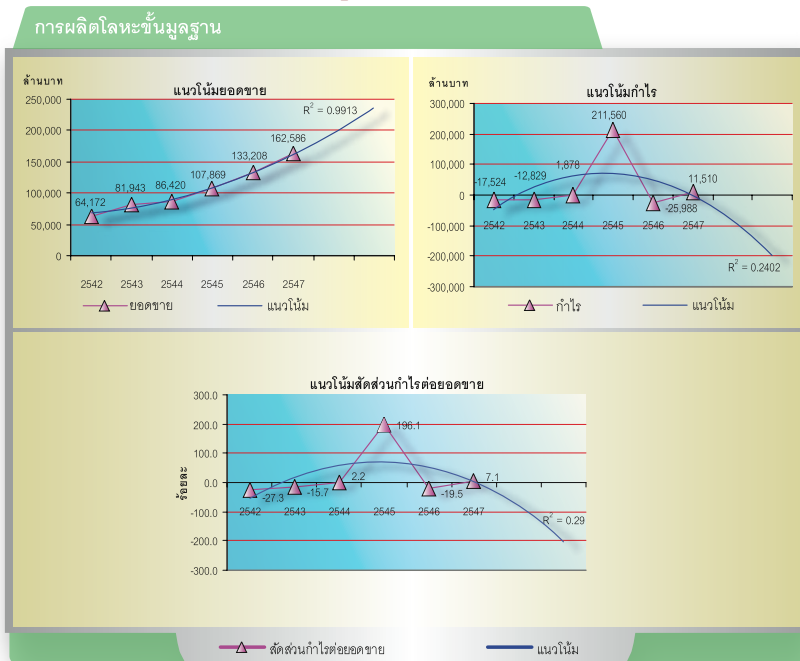 การผลิตโลหะขั้นมูลฐาน
ล้านบาท
แนวโน้มยอดขาย
250,000
200,000
150,000
100,000
50,000
0
R² = 0.9913
64,172
81,943
86,420
107,869
133,208
162,586
2542 2543 2544 2545 2546 2547
ยอดขาย แนวโน้ม
ล้านบาท
แนวโน้มกำไร
300,000
200,000
100,000
0
-100,000
-200,000
-300,000
-17,524
-12,829
1,878
211,560
-25,988
11,510
2542 2543 2544 2545 2546 2547
R² = 0.2402
กำไร แนวโน้ม
แนวโน้มสัดส่วนกำไรต่อยอดขาย
ร้อยละ
300.0
200.0
100.0
0.0
-100.0
-200.0
-300.0
-27.3
-15.7
2.2
196.1
-19.5
7.1
2542 2543 2544 2545 2546 2547
R² = 0.29
สัดส่วนกำไรต่อยอดขาย แนวโน้ม